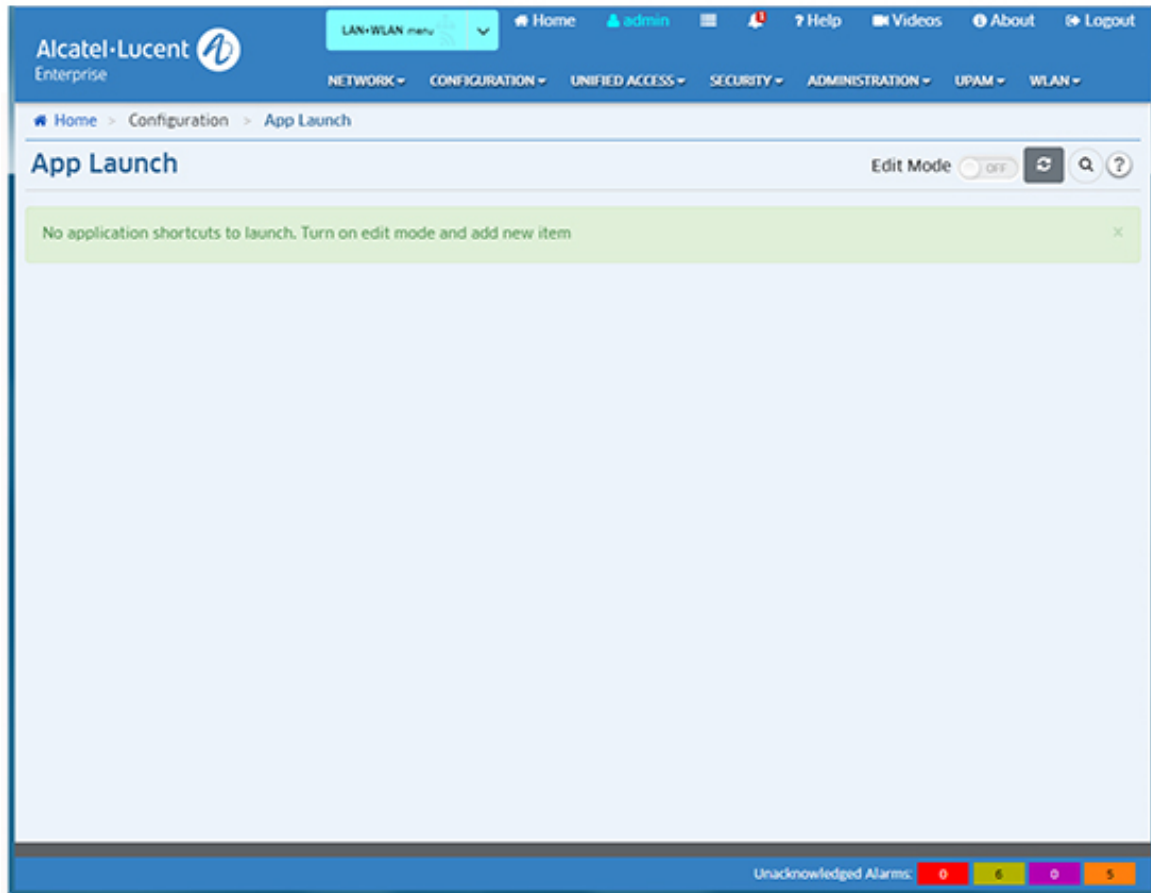 Alcatel·Lucent
Enterprise
LAN+WLAN menu
Home admin 1 ? Help Videos About Logout
NETWORK CONFIGURATION UNIFIED ACCESS SECURITY ADMINISTRATION UPAM WLAN
Home > Configuration > App Launch
App Launch
Edit Mode OFF ?
No application shortcuts to launch. Turn on edit mode and add new item ×
Unacknowledged Alarms: 0 6 0 5